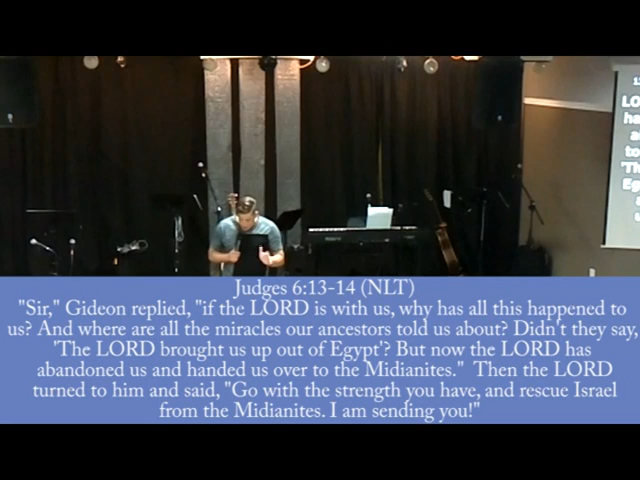 Judges 6:13-14 (NLT)
"Sir," Gideon replied, "if the LORD is with us, why has all this happened to
us? And where are all the miracles our ancestors told us about? Didn't they say,
'The LORD brought us up out of Egypt'? But now the LORD has
abandoned us and handed us over to the Midianites."  Then the LORD
turned to him and said, "Go with the strength you have, and rescue Israel
from the Midianites. I am sending you!"
LO
ha
to
Eg